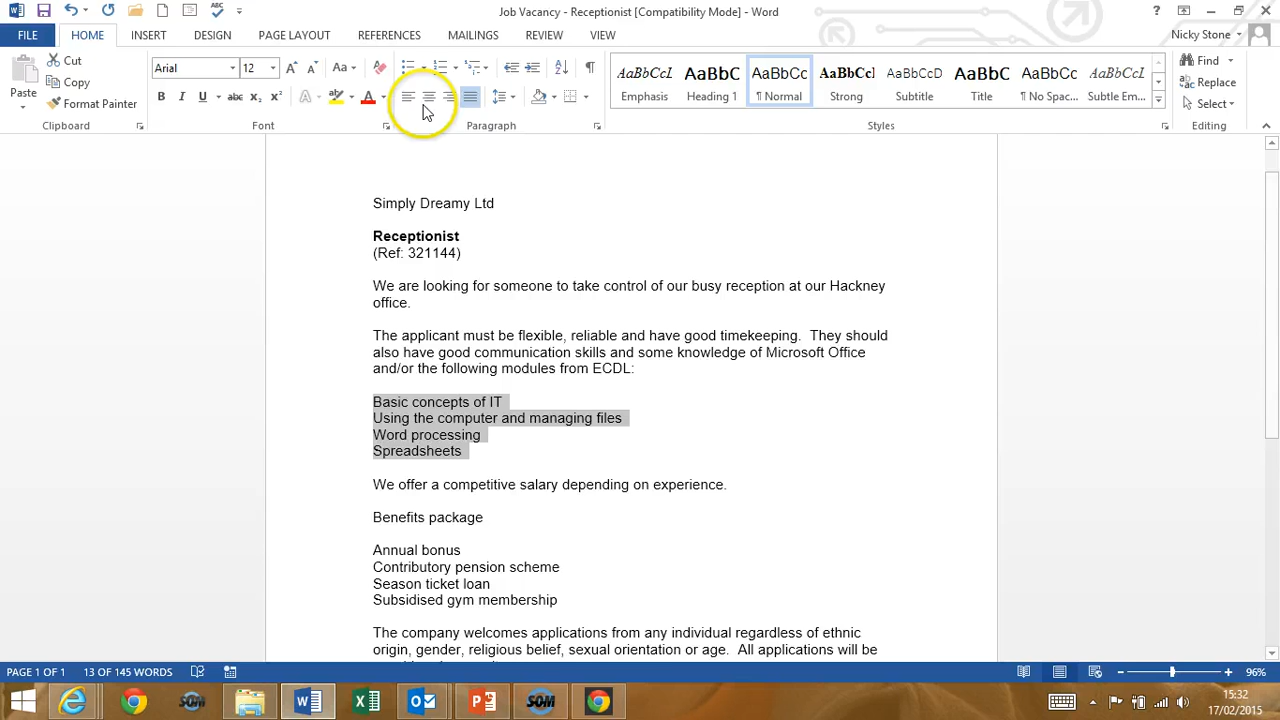 Job Vacancy - Receptionist [Compatibility Mode] - Word
FILE HOME INSERT DESIGN PAGE LAYOUT REFERENCES MAILINGS REVIEW VIEW Nicky Stone
Paste
Cut
Copy
Format Painter
Clipboard
Arial 12
Font
Paragraph
AaBbCcI AaBbC AaBbCc AaBbCcl AaBbCcD AaBbC AaBbCc AaBbCcI
Emphasis Heading 1 ¶ Normal Strong Subtitle Title ¶ No Spac... Subtle Em...
Styles
Find
Replace
Select
Editing
Simply Dreamy Ltd
Receptionist
(Ref: 321144)
We are looking for someone to take control of our busy reception at our Hackney
office.
The applicant must be flexible, reliable and have good timekeeping. They should
also have good communication skills and some knowledge of Microsoft Office
and/or the following modules from ECDL:
Basic concepts of IT
Using the computer and managing files
Word processing
Spreadsheets
We offer a competitive salary depending on experience.
Benefits package
Annual bonus
Contributory pension scheme
Season ticket loan
Subsidised gym membership
The company welcomes applications from any individual regardless of ethnic
origin, gender, religious belief, sexual orientation or age. All applications will be
PAGE 1 OF 1 13 OF 145 WORDS 96%
15:32
17/02/2015